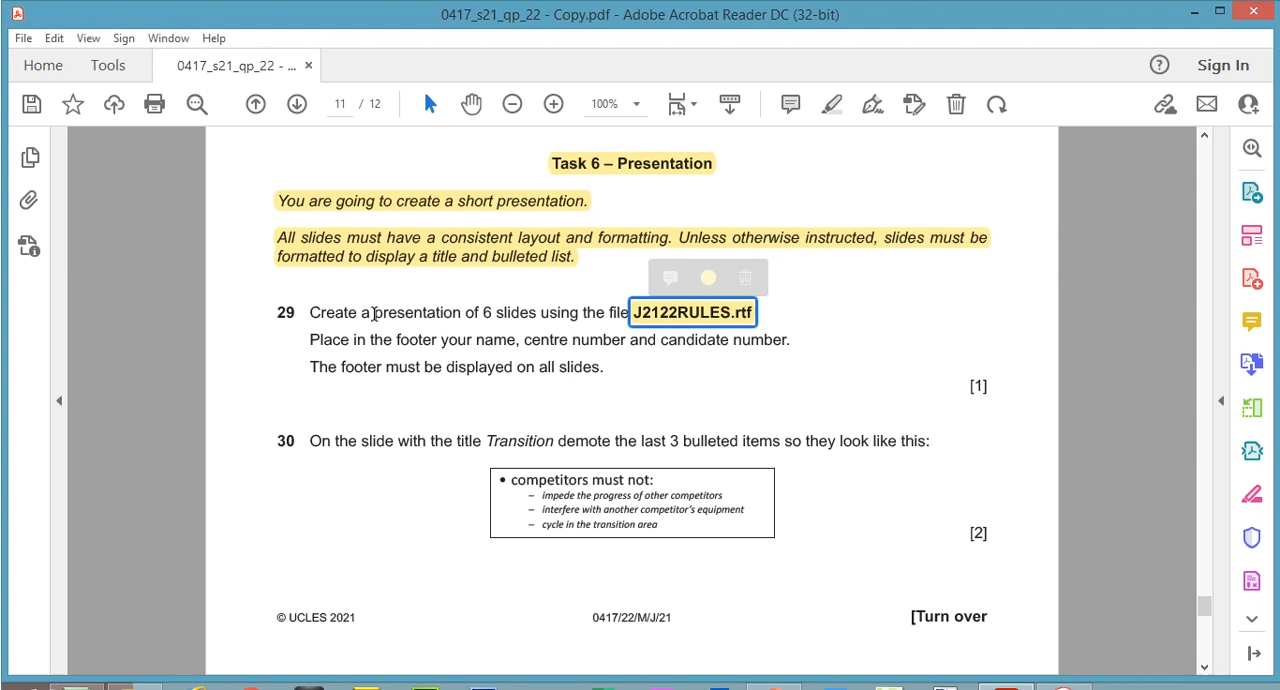 0417_s21_qp_22 - Copy.pdf - Adobe Acrobat Reader DC (32-bit)
File Edit View Sign Window Help
Home Tools 0417_s21_qp_22 - ... × Sign In
11 / 12 100%
Task 6 – Presentation
You are going to create a short presentation.
All slides must have a consistent layout and formatting. Unless otherwise instructed, slides must be
formatted to display a title and bulleted list.
29 Create a presentation of 6 slides using the file J2122RULES.rtf
Place in the footer your name, centre number and candidate number.
The footer must be displayed on all slides.
[1]
30 On the slide with the title Transition demote the last 3 bulleted items so they look like this:
• competitors must not:
– impede the progress of other competitors
– interfere with another competitor's equipment
– cycle in the transition area
[2]
© UCLES 2021 0417/22/M/J/21 [Turn over